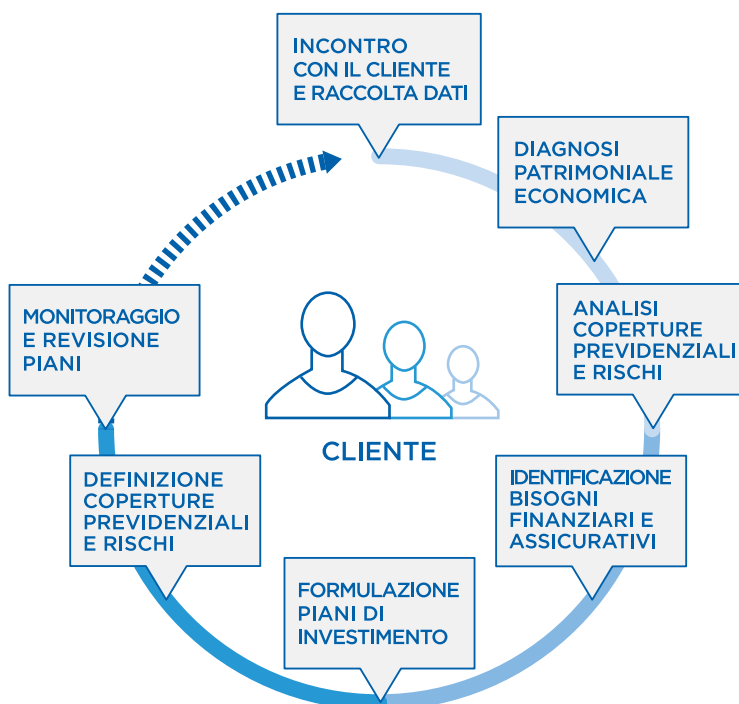 INCONTRO
CON IL CLIENTE
E RACCOLTA DATI
DIAGNOSI
PATRIMONIALE
ECONOMICA
ANALISI
COPERTURE
PREVIDENZIALI
E RISCHI
IDENTIFICAZIONE
BISOGNI
FINANZIARI E
ASSICURATIVI
FORMULAZIONE
PIANI DI
INVESTIMENTO
DEFINIZIONE
COPERTURE
PREVIDENZIALI
E RISCHI
MONITORAGGIO
E REVISIONE
PIANI
CLIENTE